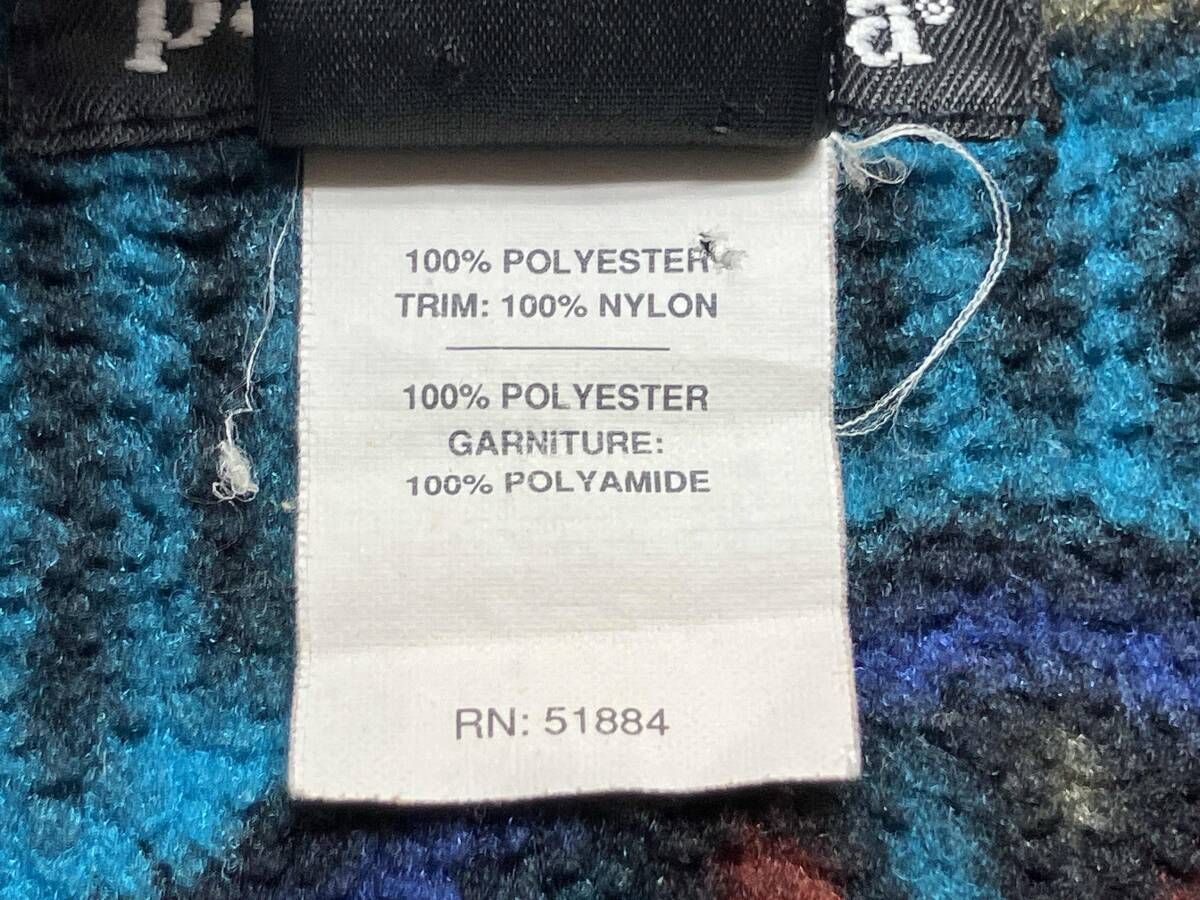 100% POLYESTER
TRIM: 100% NYLON
100% POLYESTER
GARNITURE:
100% POLYAMIDE
RN: 51884